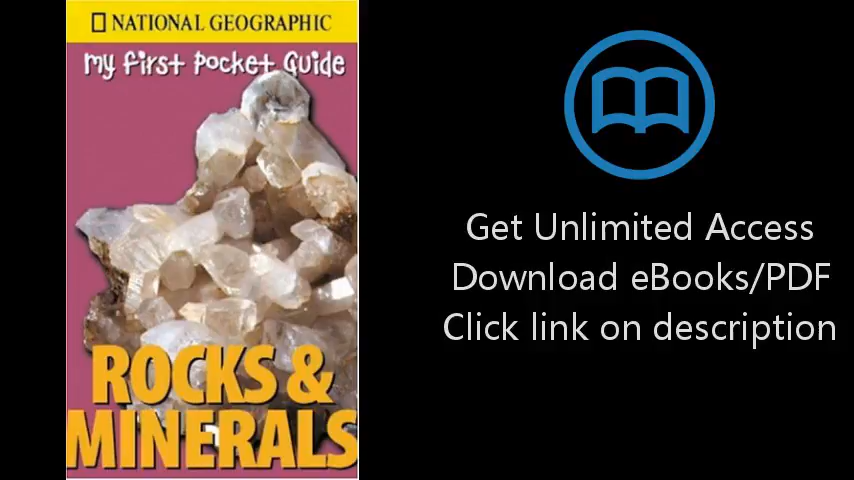 NATIONAL GEOGRAPHIC
my first pocket Guide
ROCKS &
MINERALS
Get Unlimited Access
Download eBooks/PDF
Click link on description